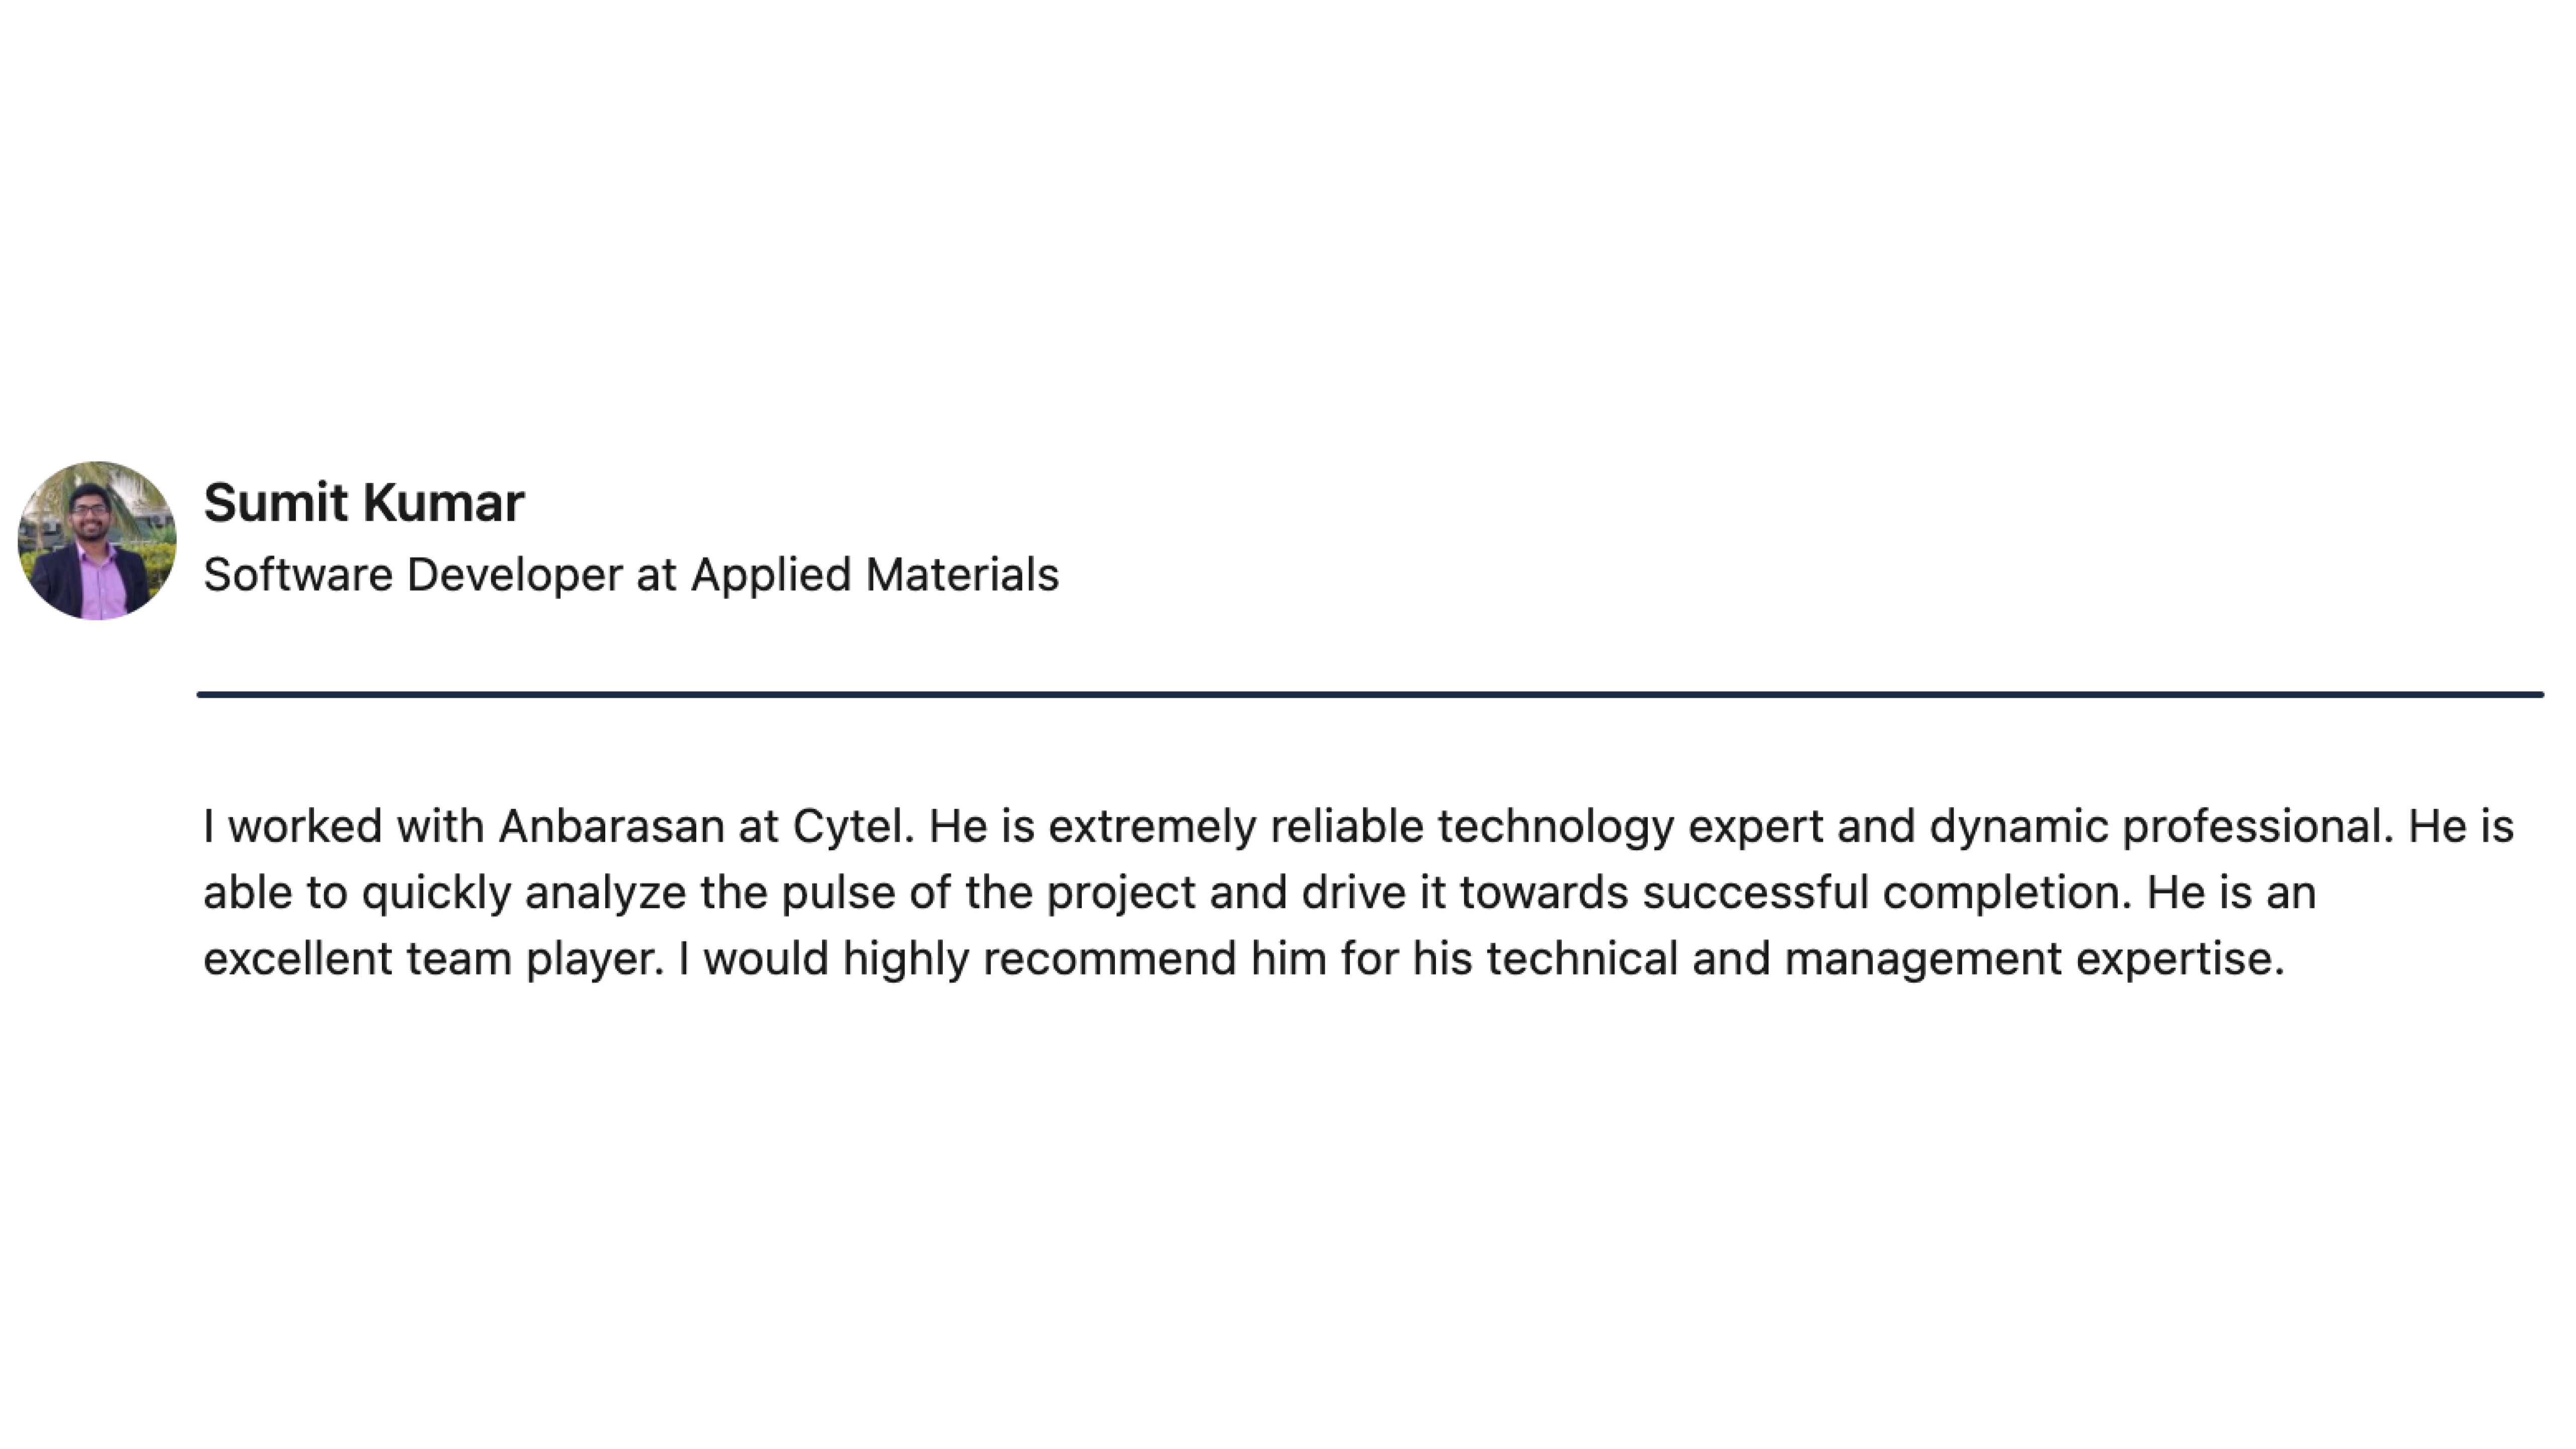 Sumit Kumar
Software Developer at Applied Materials
I worked with Anbarasan at Cytel. He is extremely reliable technology expert and dynamic professional. He is
able to quickly analyze the pulse of the project and drive it towards successful completion. He is an
excellent team player. I would highly recommend him for his technical and management expertise.